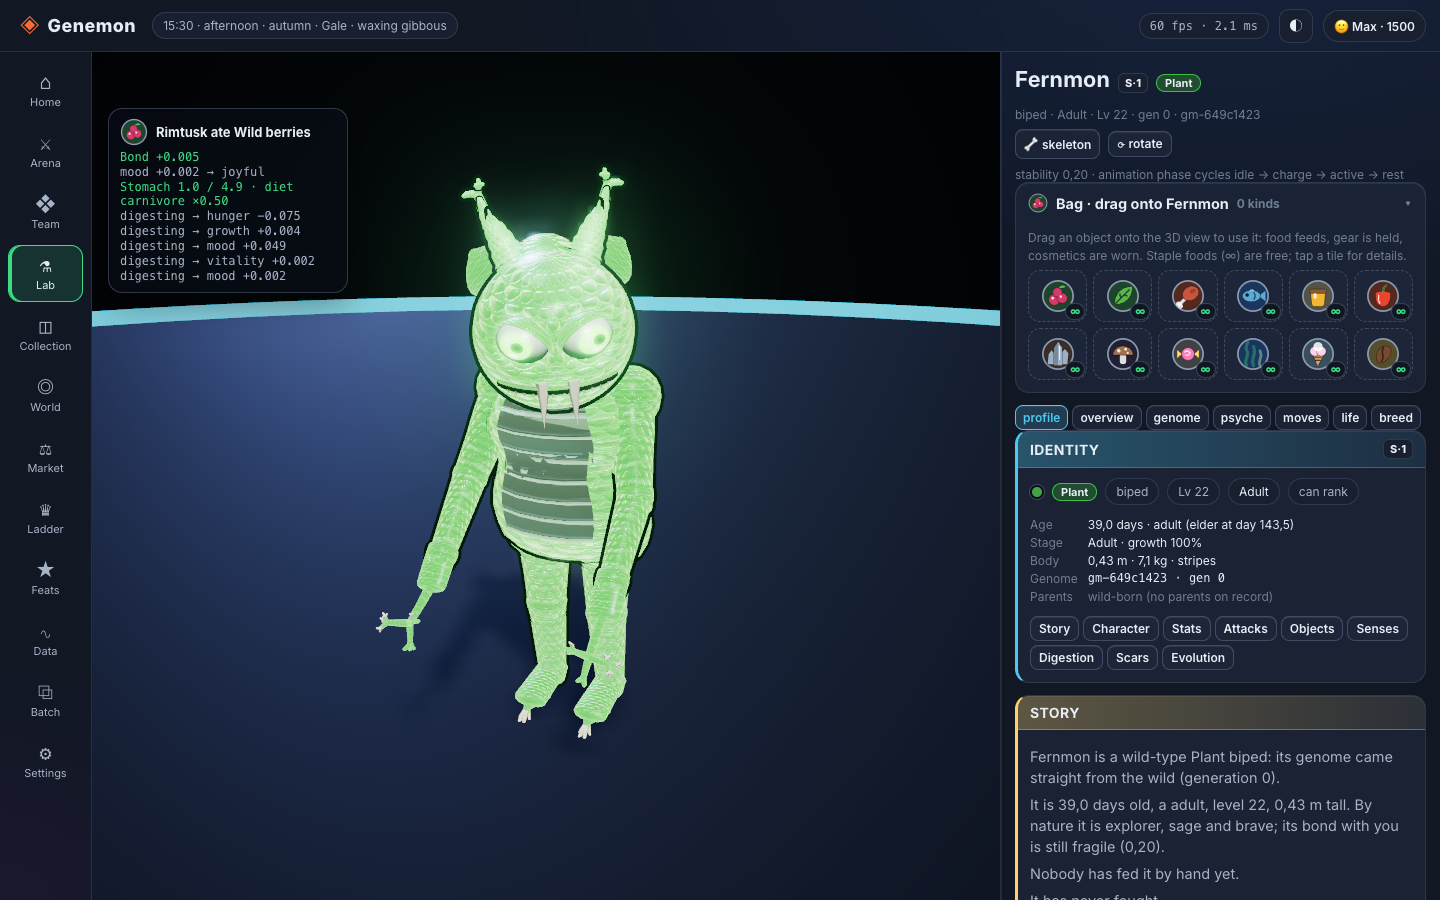 Genemon
15:30 · afternoon · autumn · Gale · waxing gibbous
60 fps · 2.1 ms
Max · 1500
Home
Arena
Team
Lab
Collection
World
Market
Ladder
Feats
Data
Batch
Settings
Rimtusk ate Wild berries
Bond +0.005
mood +0.002 → joyful
Stomach 1.0 / 4.9 · diet
carnivore ×0.50
digesting → hunger −0.075
digesting → growth +0.004
digesting → mood +0.049
digesting → vitality +0.002
digesting → mood +0.002
Fernmon S·1 Plant
biped · Adult · Lv 22 · gen 0 · gm-649c1423
skeleton rotate
stability 0,20 · animation phase cycles idle → charge → active → rest
Bag · drag onto Fernmon 0 kinds
Drag an object onto the 3D view to use it: food feeds, gear is held,
cosmetics are worn. Staple foods (∞) are free; tap a tile for details.
∞ ∞ ∞ ∞ ∞ ∞
∞ ∞ ∞ ∞ ∞ ∞
profile overview genome psyche moves life breed
IDENTITY S·1
Plant biped Lv 22 Adult can rank
Age 39,0 days · adult (elder at day 143,5)
Stage Adult · growth 100%
Body 0,43 m · 7,1 kg · stripes
Genome gm−649c1423 · gen 0
Parents wild-born (no parents on record)
Story Character Stats Attacks Objects Senses
Digestion Scars Evolution
STORY
Fernmon is a wild-type Plant biped: its genome came
straight from the wild (generation 0).
It is 39,0 days old, a adult, level 22, 0,43 m tall. By
nature it is explorer, sage and brave; its bond with you
is still fragile (0,20).
Nobody has fed it by hand yet.
It has never fought